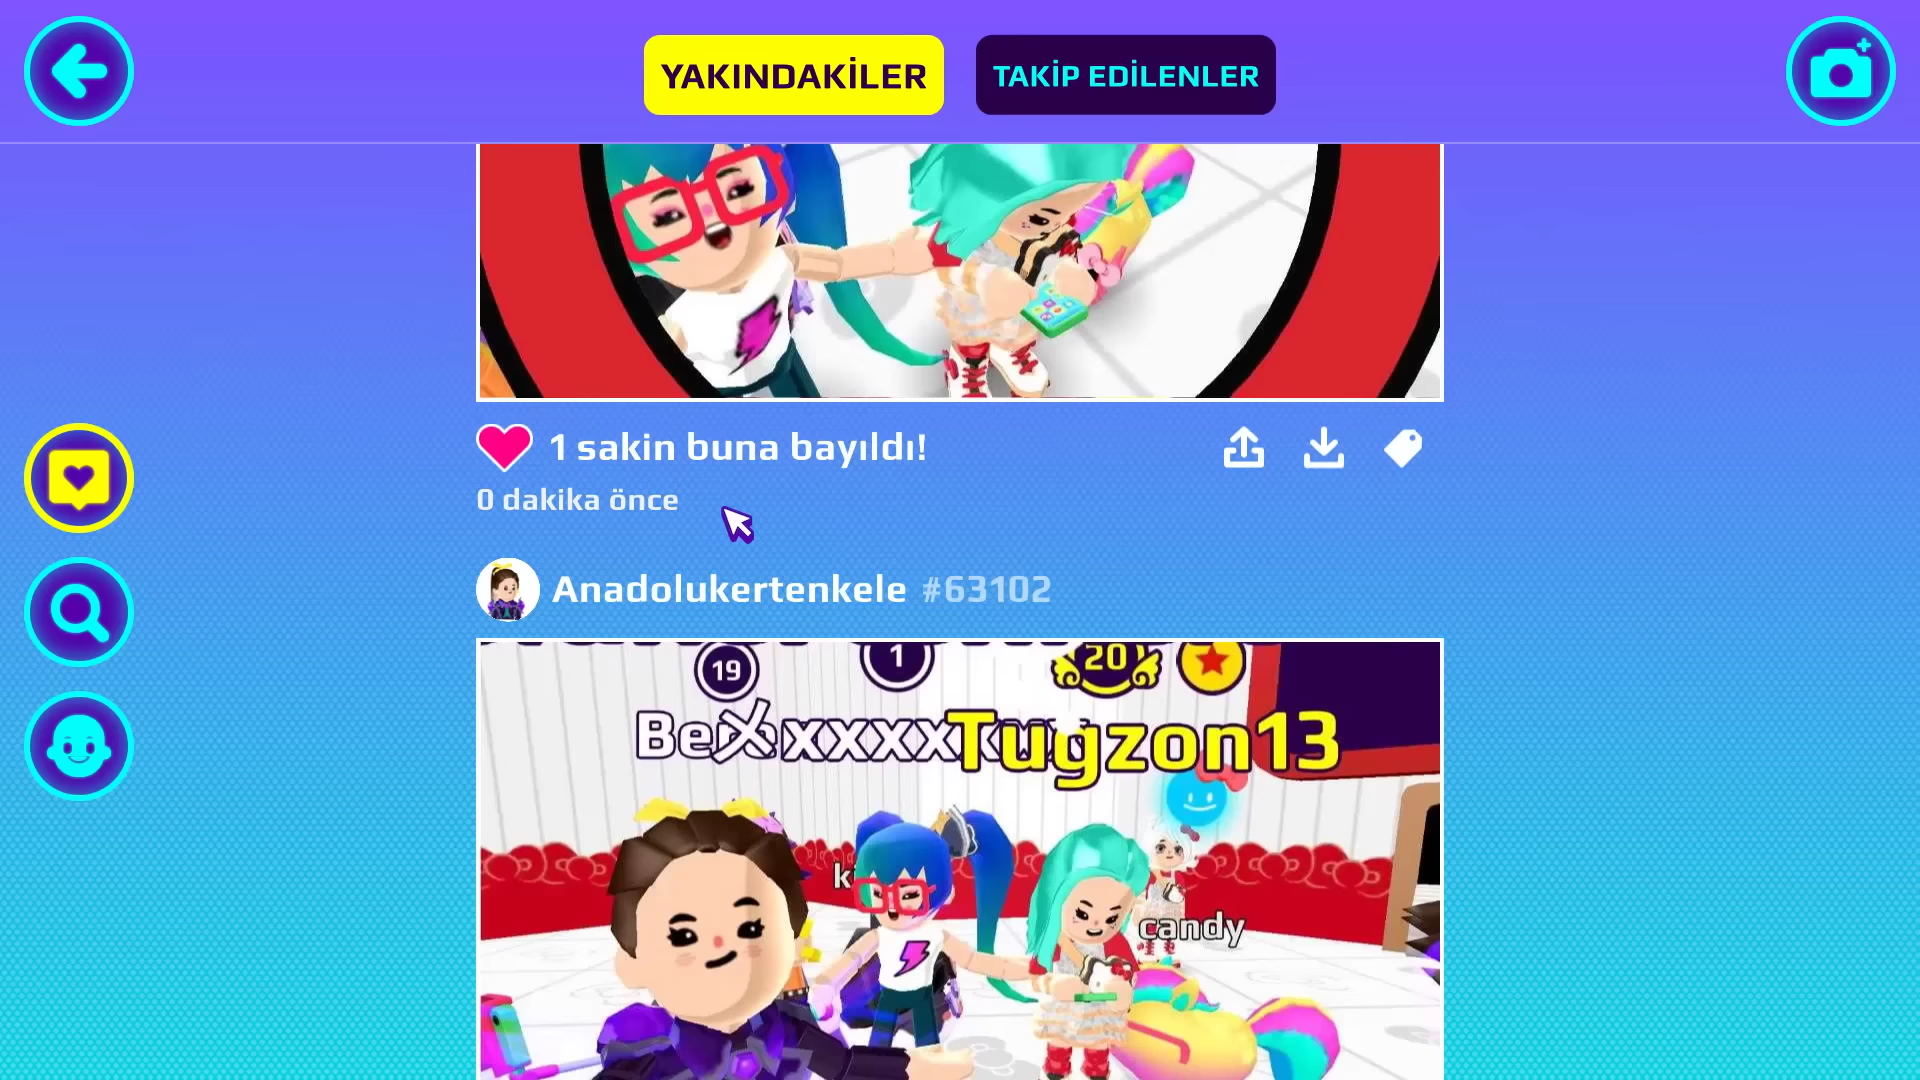 YAKINDAKİLER
TAKİP EDİLENLER
1 sakin buna bayıldı!
0 dakika önce
Anadolukertenkele #63102
19
1
20
Tugzon13
candy